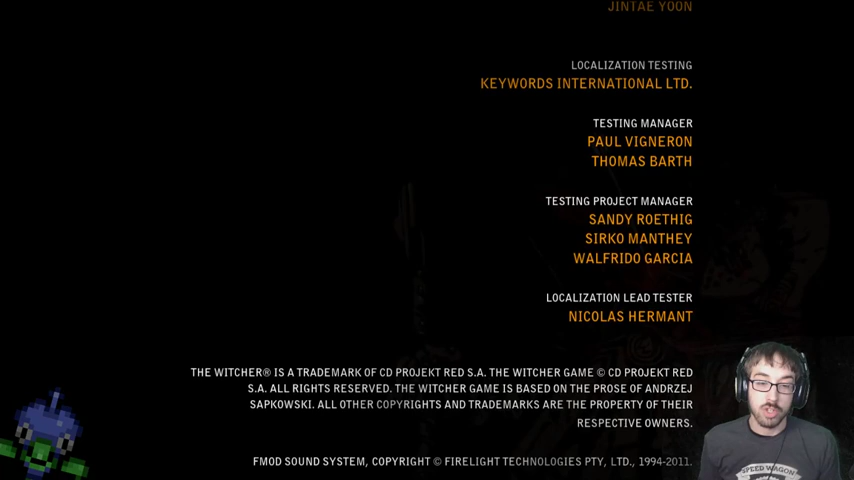 JINTAE YOON
LOCALIZATION TESTING
KEYWORDS INTERNATIONAL LTD.
TESTING MANAGER
PAUL VIGNERON
THOMAS BARTH
TESTING PROJECT MANAGER
SANDY ROETHIG
SIRKO MANTHEY
WALFRIDO GARCIA
LOCALIZATION LEAD TESTER
NICOLAS HERMANT
THE WITCHER® IS A TRADEMARK OF CD PROJEKT RED S.A. THE WITCHER GAME © CD PROJEKT RED
S.A. ALL RIGHTS RESERVED. THE WITCHER GAME IS BASED ON THE PROSE OF ANDRZEJ
SAPKOWSKI. ALL OTHER COPYRIGHTS AND TRADEMARKS ARE THE PROPERTY OF THEIR
RESPECTIVE OWNERS.
FMOD SOUND SYSTEM, COPYRIGHT © FIRELIGHT TECHNOLOGIES PTY, LTD., 1994-2011.
SPEED WAGON